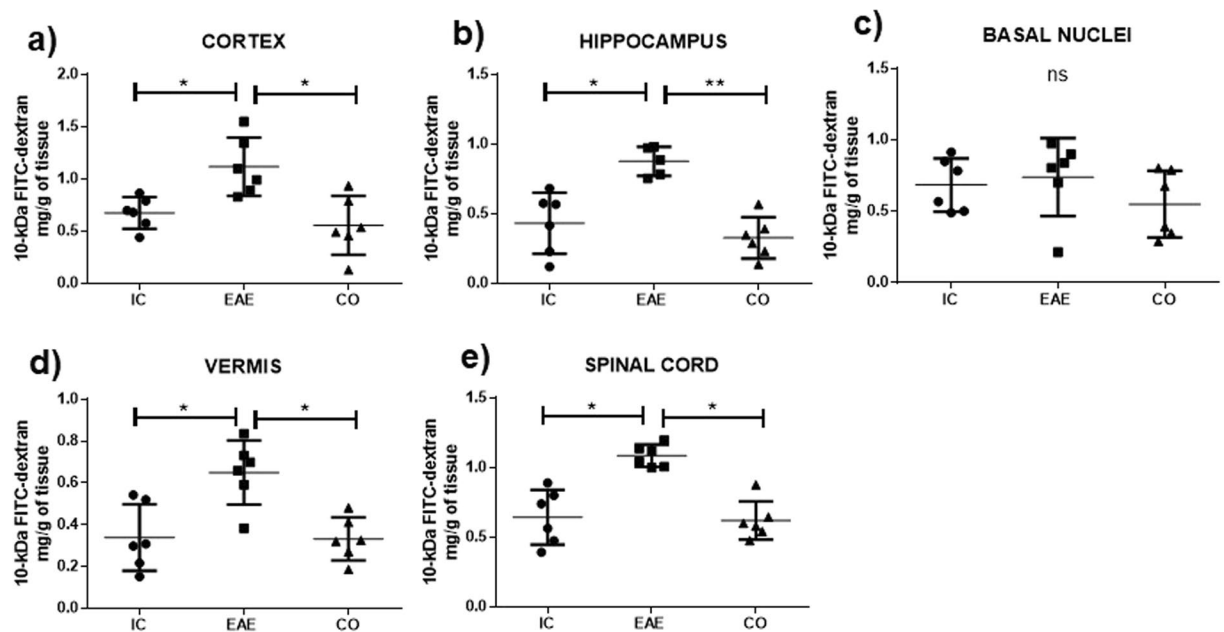 a)
CORTEX
10-kDa FITC-dextran
mg/g of tissue
2.0
1.5
1.0
0.5
0.0
* *
IC EAE CO
b)
HIPPOCAMPUS
10-kDa FITC-dextran
mg/g of tissue
1.5
1.0
0.5
0.0
* **
IC EAE CO
c)
BASAL NUCLEI
10-kDa FITC-dextran
mg/g of tissue
1.5
1.0
0.5
0.0
ns
IC EAE CO
d)
VERMIS
10-kDa FITC-dextran
mg/g of tissue
1.0
0.8
0.6
0.4
0.2
0.0
* *
IC EAE CO
e)
SPINAL CORD
10-kDa FITC-dextran
mg/g of tissue
1.5
1.0
0.5
0.0
* *
IC EAE CO